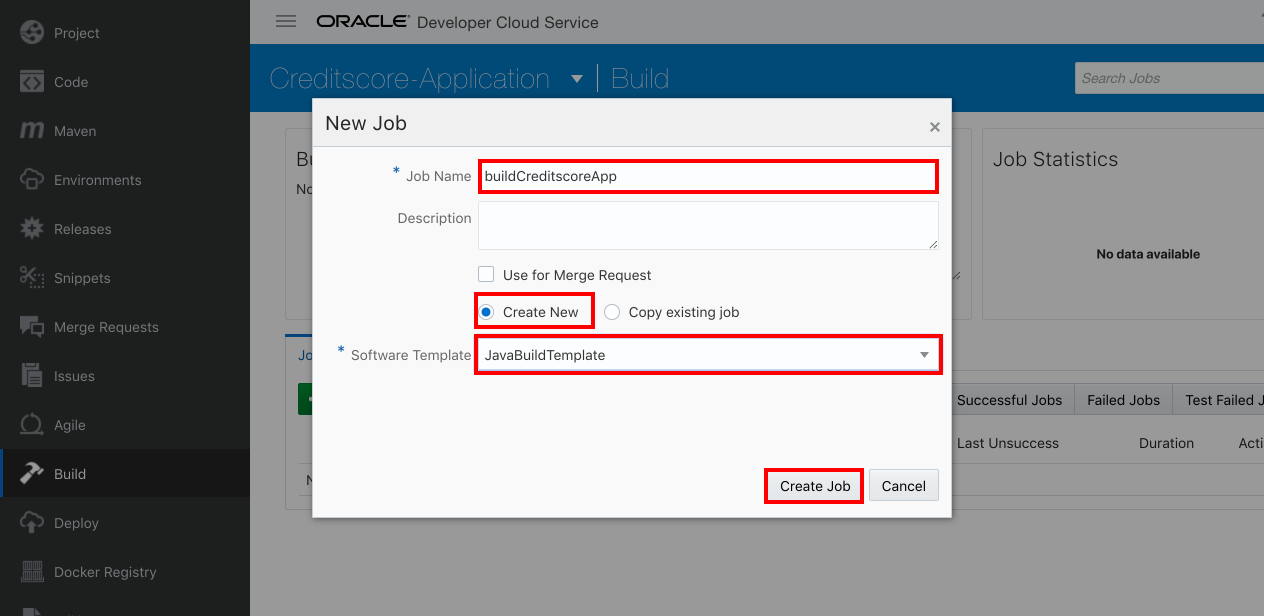 Project
Code
Maven
Environments
Releases
Snippets
Merge Requests
Issues
Agile
Build
Deploy
Docker Registry
ORACLE® Developer Cloud Service
Creditscore-Application
Build
Search Jobs
New Job
×
* Job Name
buildCreditscoreApp
Description
Use for Merge Request
Create New
Copy existing job
* Software Template
JavaBuildTemplate
Create Job
Cancel
Job Statistics
No data available
Successful Jobs
Failed Jobs
Test Failed J
Last Unsuccess
Duration
Acti